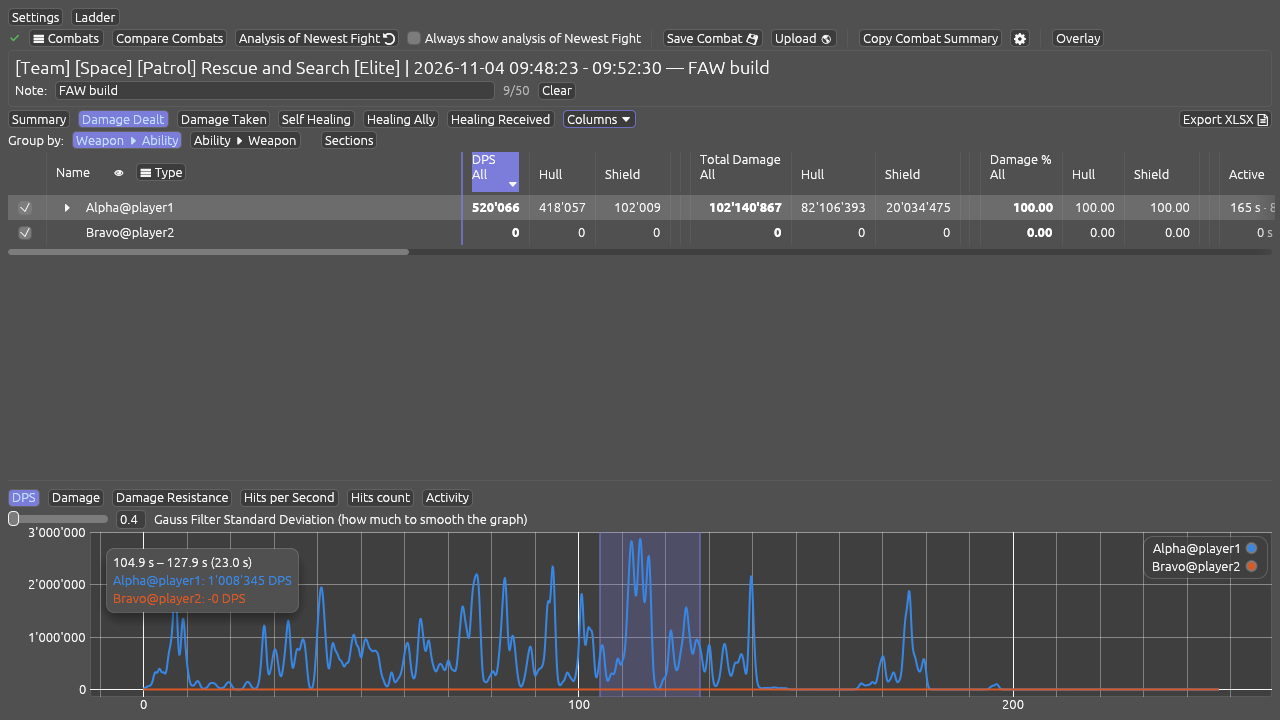 Settings Ladder
Combats Compare Combats Analysis of Newest Fight Always show analysis of Newest Fight Save Combat Upload Copy Combat Summary Overlay
[Team] [Space] [Patrol] Rescue and Search [Elite] | 2026-11-04 09:48:23 - 09:52:30 — FAW build
Note: FAW build 9/50 Clear
Summary Damage Dealt Damage Taken Self Healing Healing Ally Healing Received Columns Export XLSX
Group by: Weapon Ability Ability Weapon Sections
DPS Total Damage Damage %
Name Type All Hull Shield All Hull Shield All Hull Shield Active
Alpha@player1 520'066 418'057 102'009 102'140'867 82'106'393 20'034'475 100.00 100.00 100.00 165 s · 8
Bravo@player2 0 0 0 0 0 0 0.00 0.00 0.00 0 s
DPS Damage Damage Resistance Hits per Second Hits count Activity
0.4 Gauss Filter Standard Deviation (how much to smooth the graph)
3'000'000
2'000'000
1'000'000
0
104.9 s – 127.9 s (23.0 s)
Alpha@player1: 1'008'345 DPS
Bravo@player2: -0 DPS
Alpha@player1
Bravo@player2
0 100 200